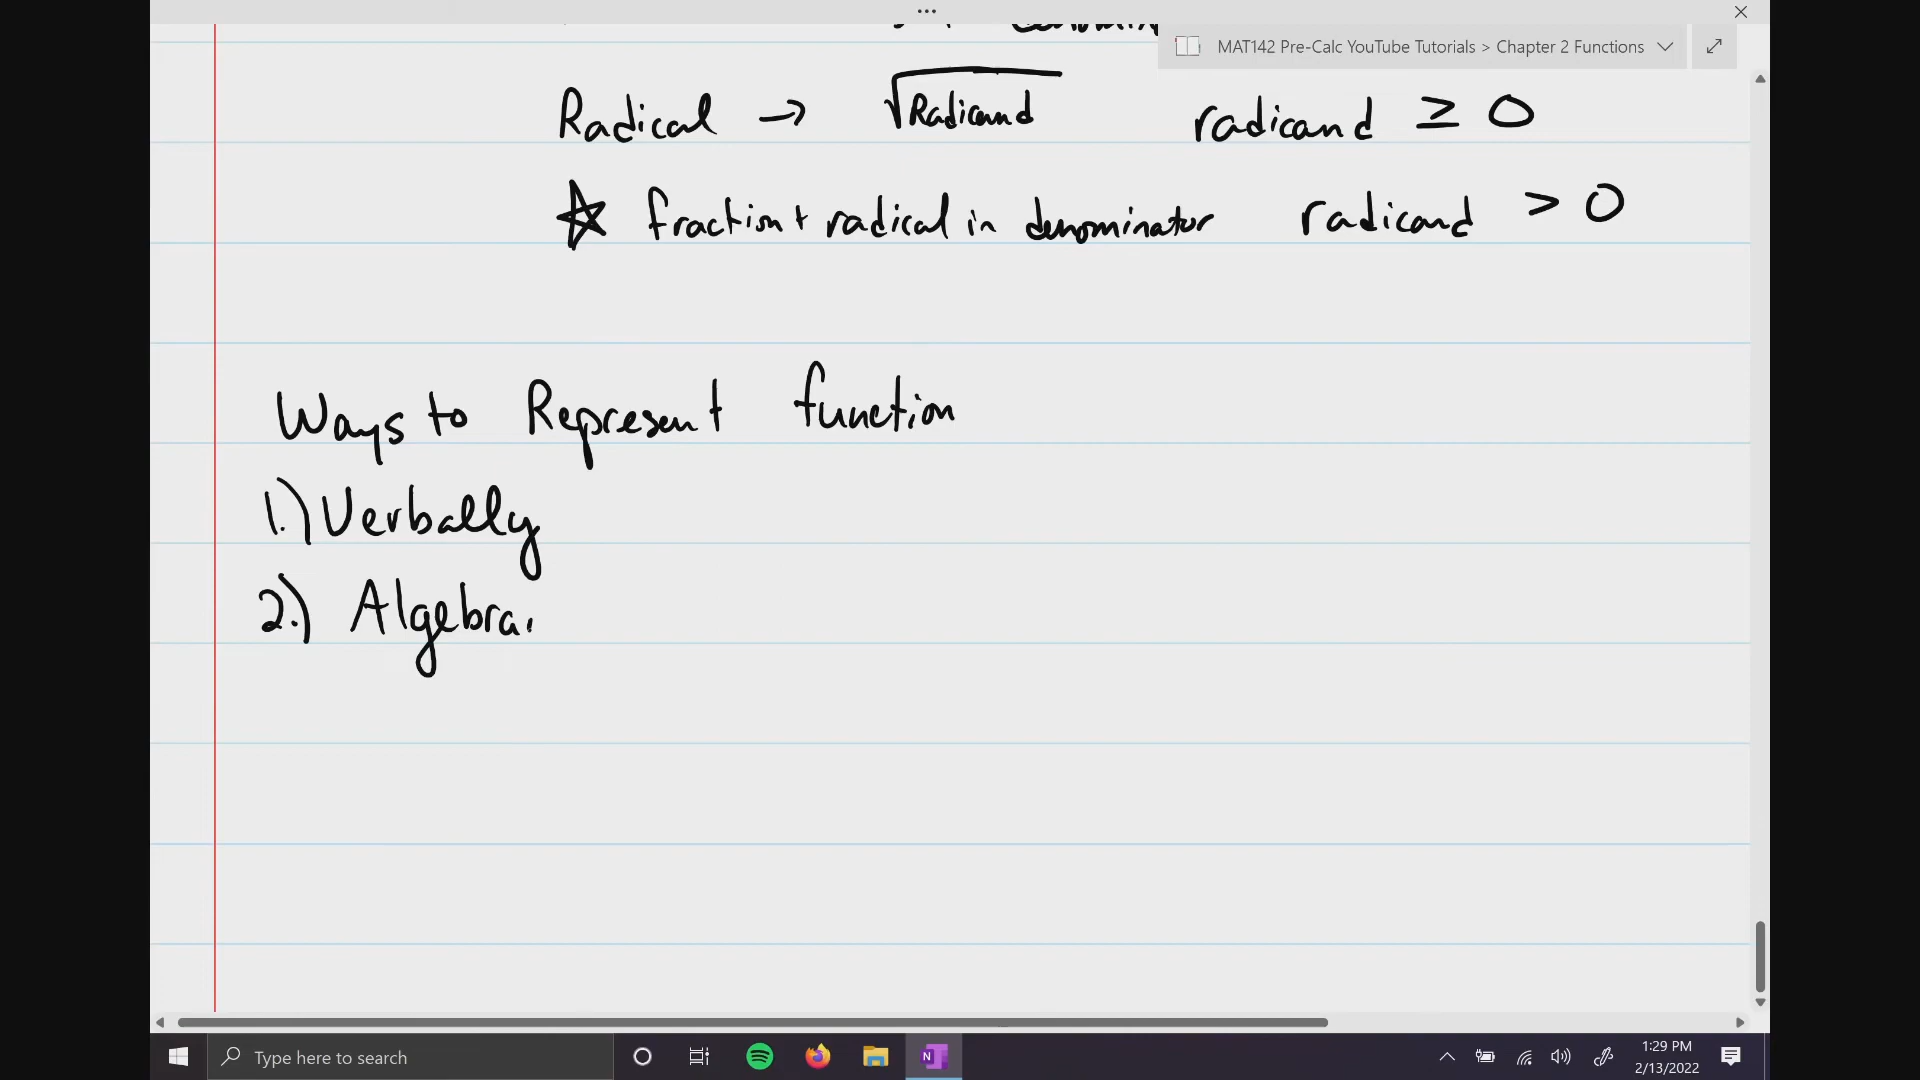 MAT142 Pre-Calc YouTube Tutorials > Chapter 2 Functions
Radical → √Radicand radicand ≥ 0
☆ fraction + radical in denominator radicand > 0
Ways to Represent function
1.) Verbally
2.) Algebrai
Type here to search
1:29 PM
2/13/2022